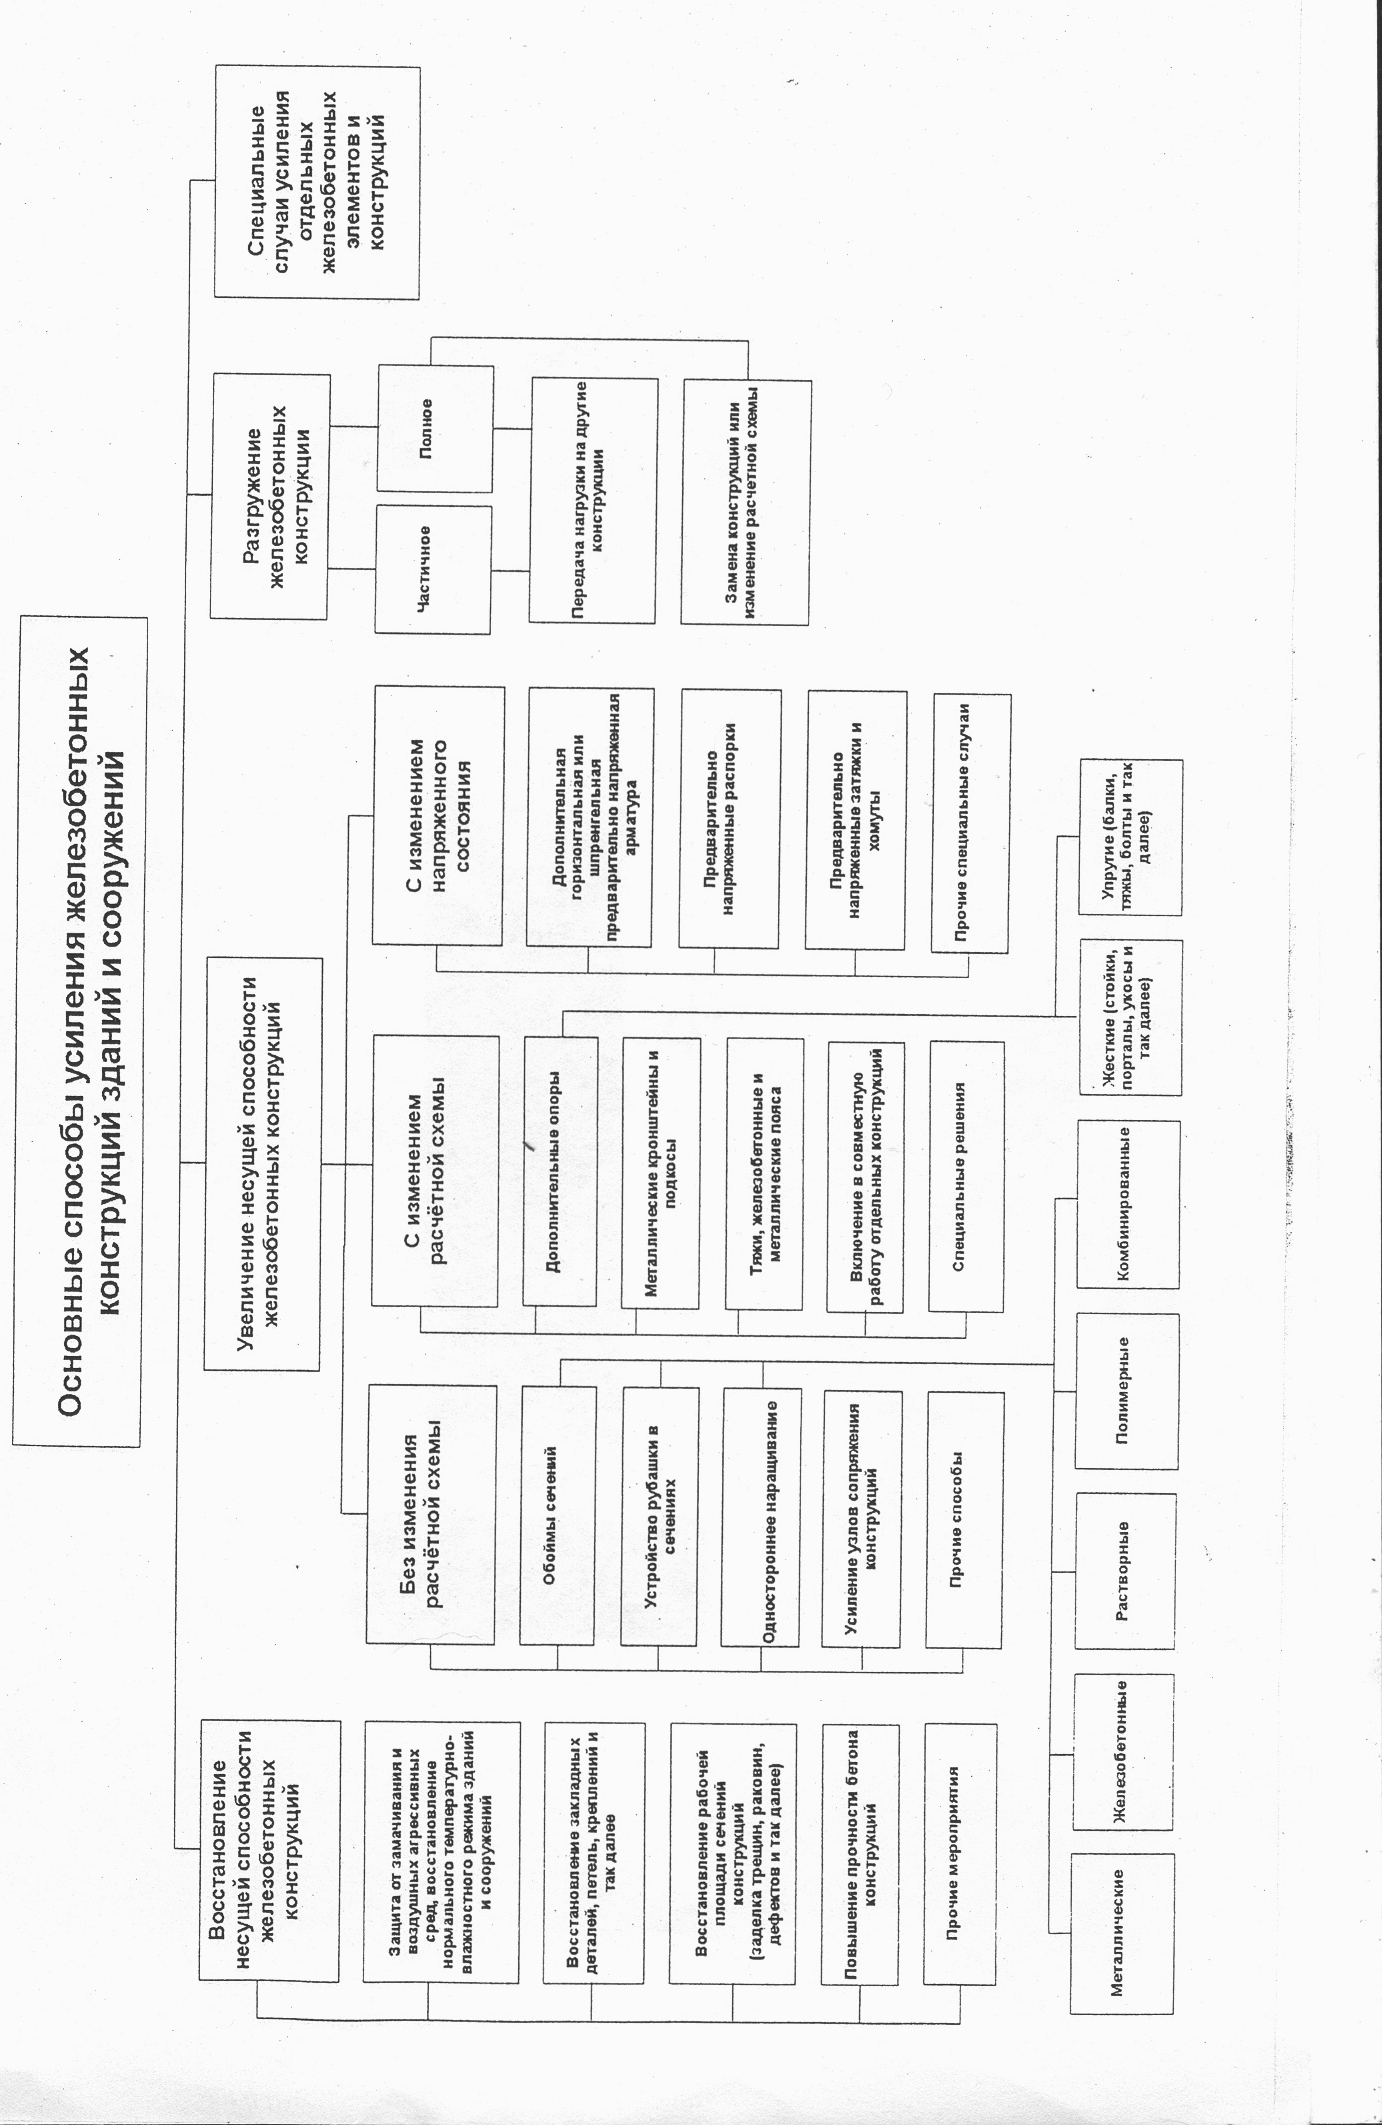 Основные способы усиления железобетонных
конструкций зданий и сооружений
Восстановление
несущей способности
железобетонных
конструкций
Увеличение несущей способности
железобетонных конструкций
Разгружение
железобетонных
конструкции
Специальные
случаи усиления
отдельных
железобетонных
элементов и
конструкций
Защита от замачивания и
воздушных агрессивных
сред, восстановление
нормального температурно-
влажностного режима зданий
и сооружений
Восстановление закладных
деталей, петель, креплений и
так далее
Восстановление рабочей
площади сечений
конструкций
(заделка трещин, раковин,
дефектов и так далее)
Повышение прочности бетона
конструкций
Прочие мероприятия
Без изменения
расчётной схемы
Обоймы сечений
Устройство рубашки в
сечениях
Одностороннее наращивание
Усиление узлов сопряжения
конструкций
Прочие способы
С изменением
расчётной схемы
Дополнительные опоры
Металлические кронштейны и
подкосы
Тяжи, железобетонные и
металлические пояса
Включение в совместную
работу отдельных конструкций
Специальные решения
С изменением
напряженного
состояния
Дополнительная
горизонтальная или
шпренгельная
предварительно напряженная
арматура
Предварительно
напряженные распорки
Предварительно
напряженные затяжки и
хомуты
Прочие специальные случаи
Частичное
Полное
Передача нагрузки на другие
конструкции
Замена конструкций или
изменение расчетной схемы
Металлические
Железобетонные
Растворные
Полимерные
Комбинированные
Жесткие (стойки,
порталы, укосы и
так далее)
Упругие (балки,
тяжы, болты и так
далее)